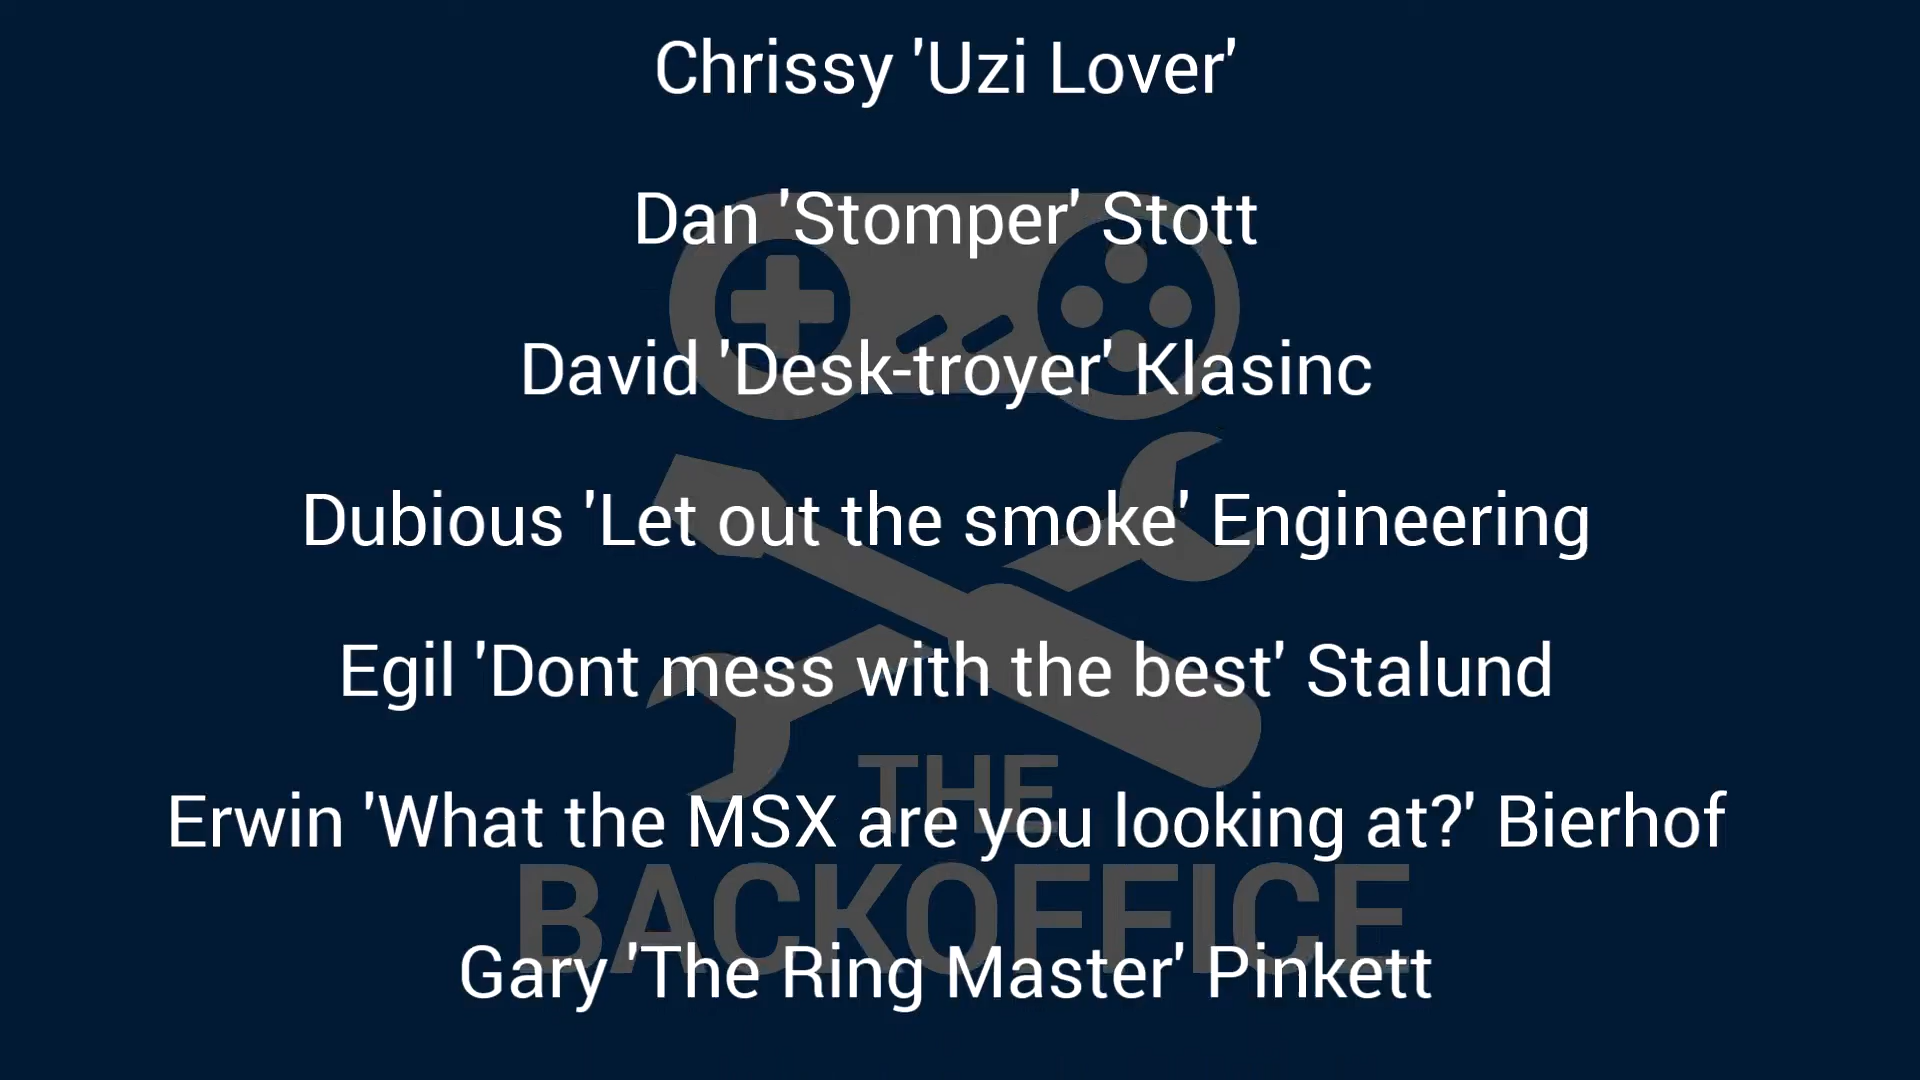 Chrissy 'Uzi Lover'
Dan 'Stomper' Stott
David 'Desk-troyer' Klasinc
Dubious 'Let out the smoke' Engineering
Egil 'Dont mess with the best' Stalund
THE
Erwin 'What the MSX are you looking at?' Bierhof
BACKOFFICE
Gary 'The Ring Master' Pinkett